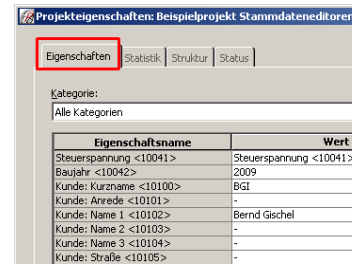 Projekteigenschaften: Beispielprojekt Stammdateneditoren
Eigenschaften Statistik Struktur Status
Kategorie:
Alle Kategorien
Eigenschaftsname Wert
Steuerspannung <10041> Steuerspannung <10041>
Baujahr <10042> 2009
Kunde: Kurzname <10100> BGI
Kunde: Anrede <10101> -
Kunde: Name 1 <10102> Bernd Gischel
Kunde: Name 2 <10103> -
Kunde: Name 3 <10104> -
Kunde: Straße <10105> -